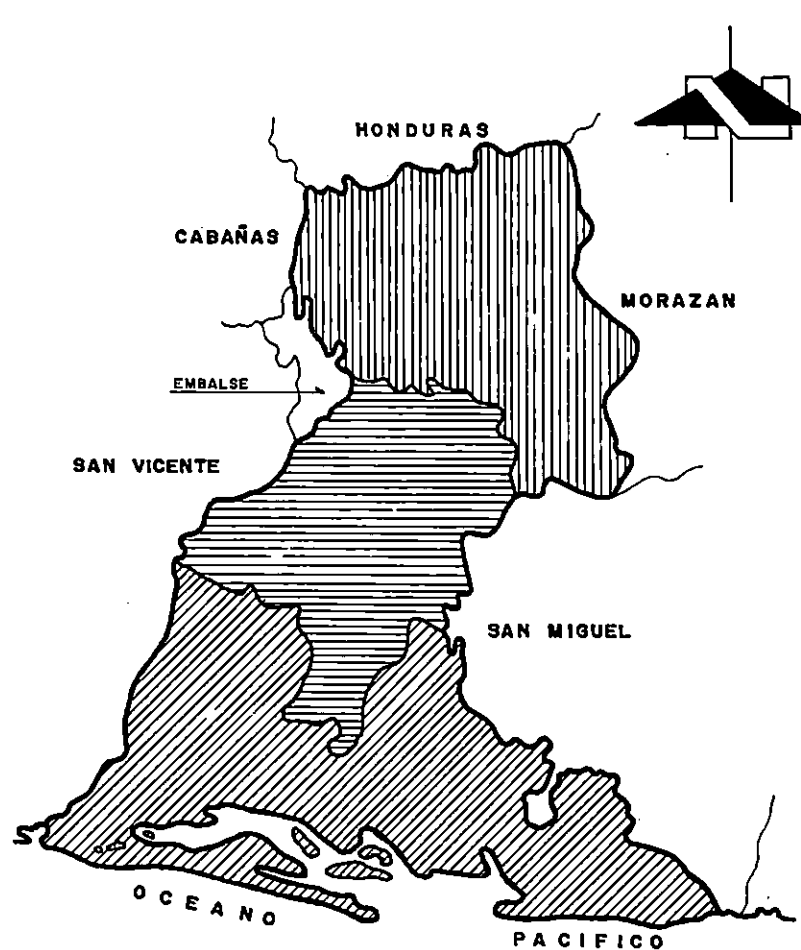 HONDURAS
CABAÑAS
MORAZAN
EMBALSE
SAN VICENTE
SAN MIGUEL
OCEANO
PACIFICO